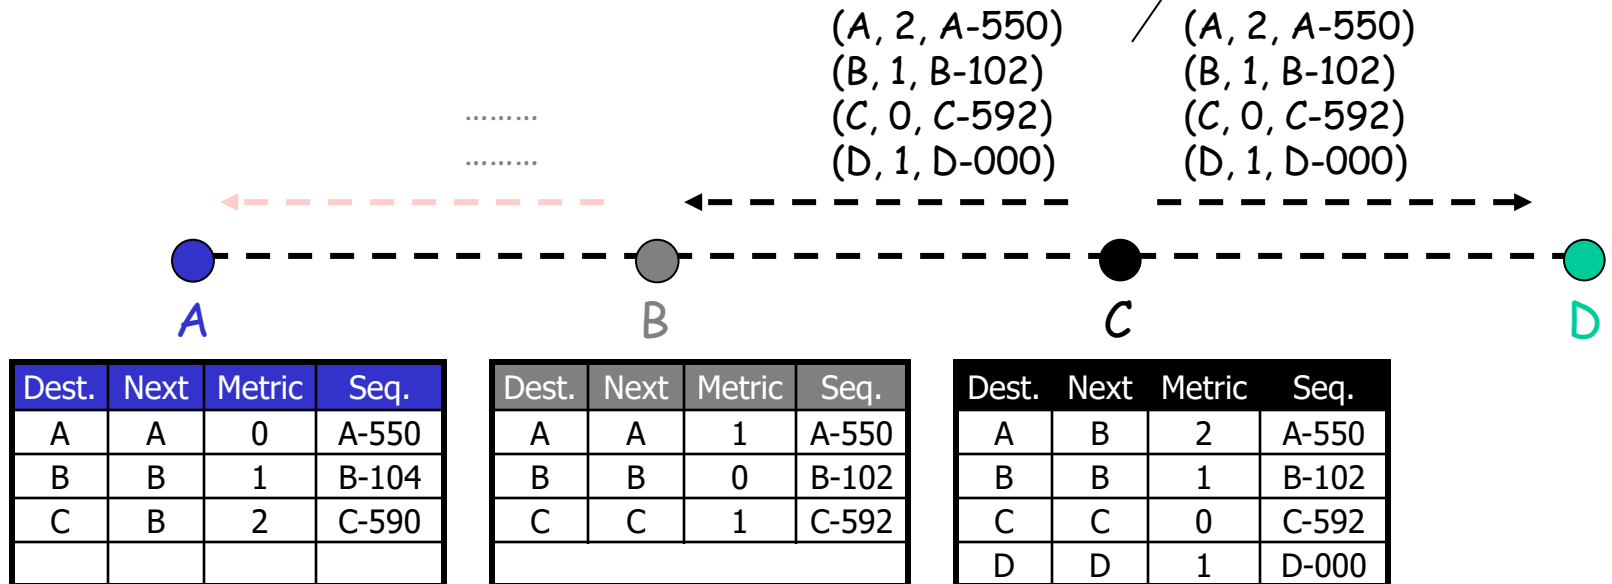 (A, 2, A-550) (A, 2, A-550)
(B, 1, B-102) (B, 1, B-102)
(C, 0, C-592) (C, 0, C-592)
(D, 1, D-000) (D, 1, D-000)
………
………
A B C D
Dest. Next Metric Seq.
A A 0 A-550
B B 1 B-104
C B 2 C-590
Dest. Next Metric Seq.
A A 1 A-550
B B 0 B-102
C C 1 C-592
Dest. Next Metric Seq.
A B 2 A-550
B B 1 B-102
C C 0 C-592
D D 1 D-000